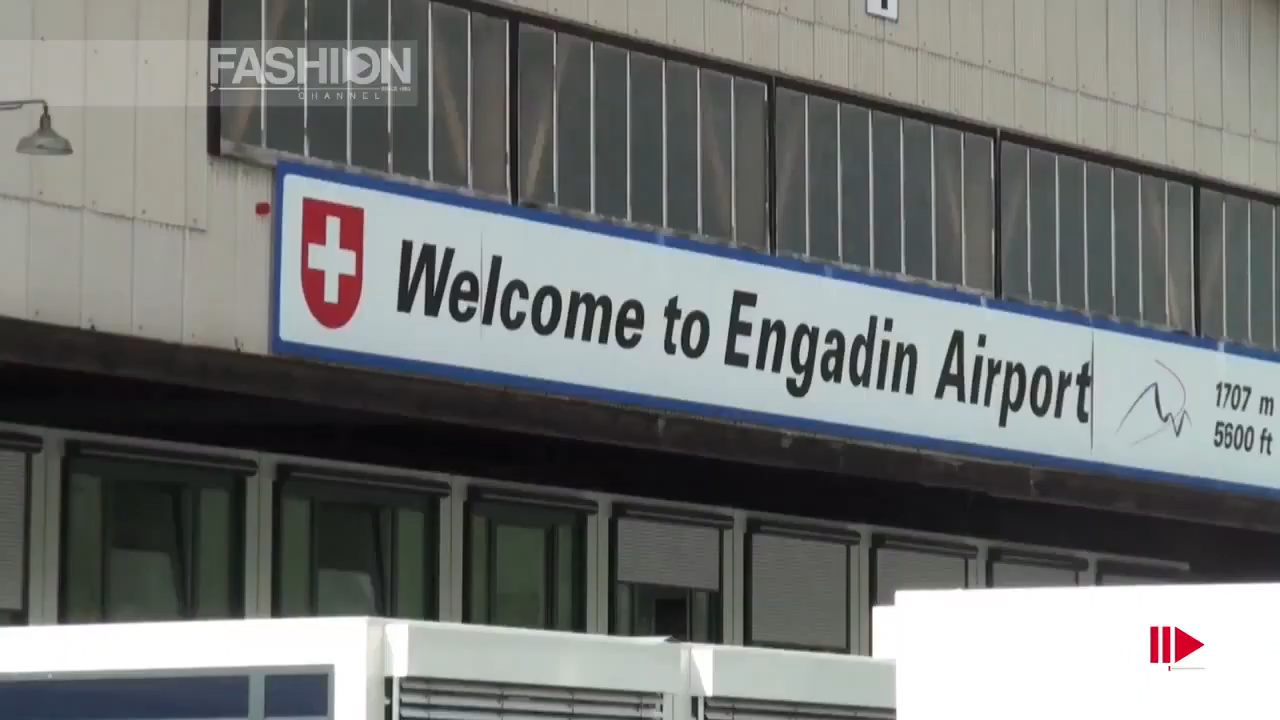 FASHION
CHANNEL
Welcome to Engadin Airport
1707 m
5600 ft